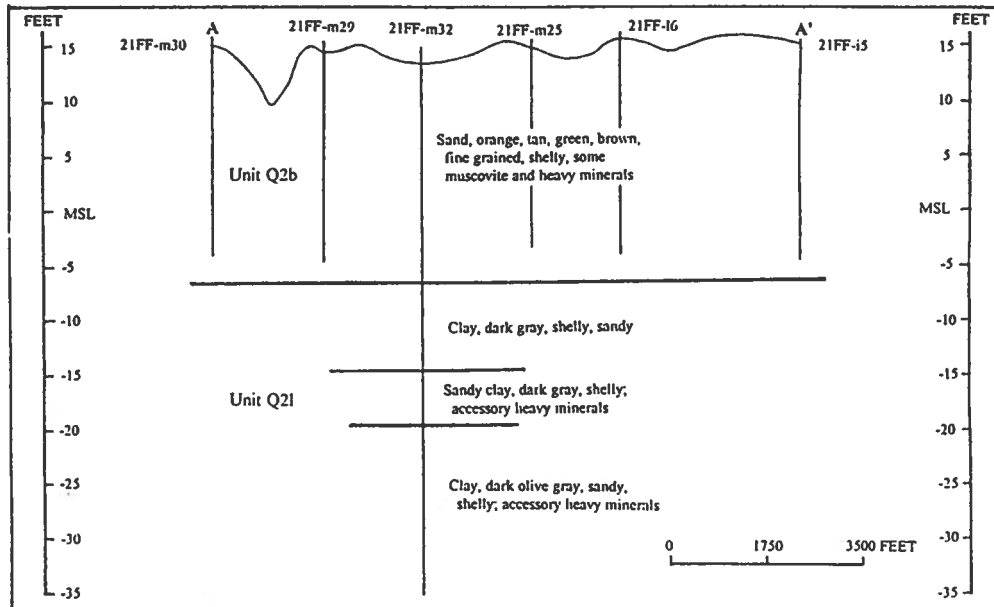 FEET
A
21FF-m29
21FF-m32
21FF-m25
21FF-l6
A'
FEET
21FF-m30
21FF-i5
15
10
5
MSL
-5
-10
-15
-20
-25
-30
-35
15
10
5
MSL
-5
-10
-15
-20
-25
-30
-35
Sand, orange, tan, green, brown,
fine grained, shelly, some
muscovite and heavy minerals
Unit Q2b
Clay, dark gray, shelly, sandy
Sandy clay, dark gray, shelly;
accessory heavy minerals
Unit Q2l
Clay, dark olive gray, sandy,
shelly; accessory heavy minerals
0 1750 3500 FEET